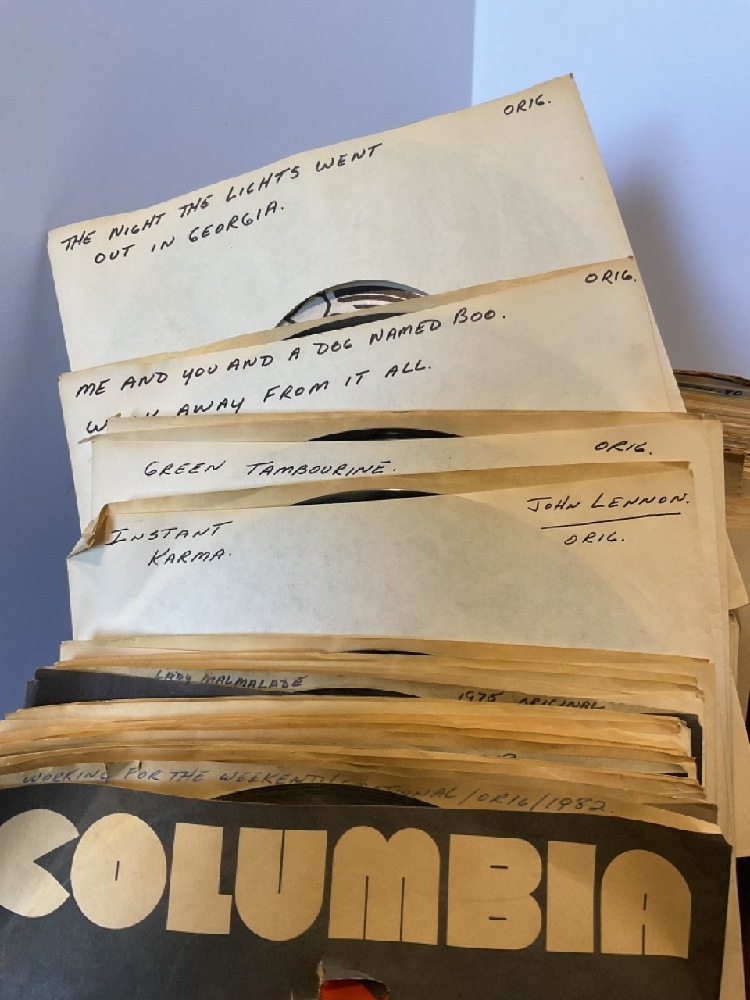 ORIG.
THE NIGHT THE LIGHTS WENT
OUT IN GEORGIA.
ORIG.
ME AND YOU AND A DOG NAMED BOO.
AWAY FROM IT ALL.
GREEN TAMBOURINE.
ORIG.
INSTANT
KARMA.
JOHN LENNON.
ORIG.
LADY MALMALADE
1975 ORIGINAL
WORKING FOR THE WEEKEND /ORIG/1982.
COLUMBIA